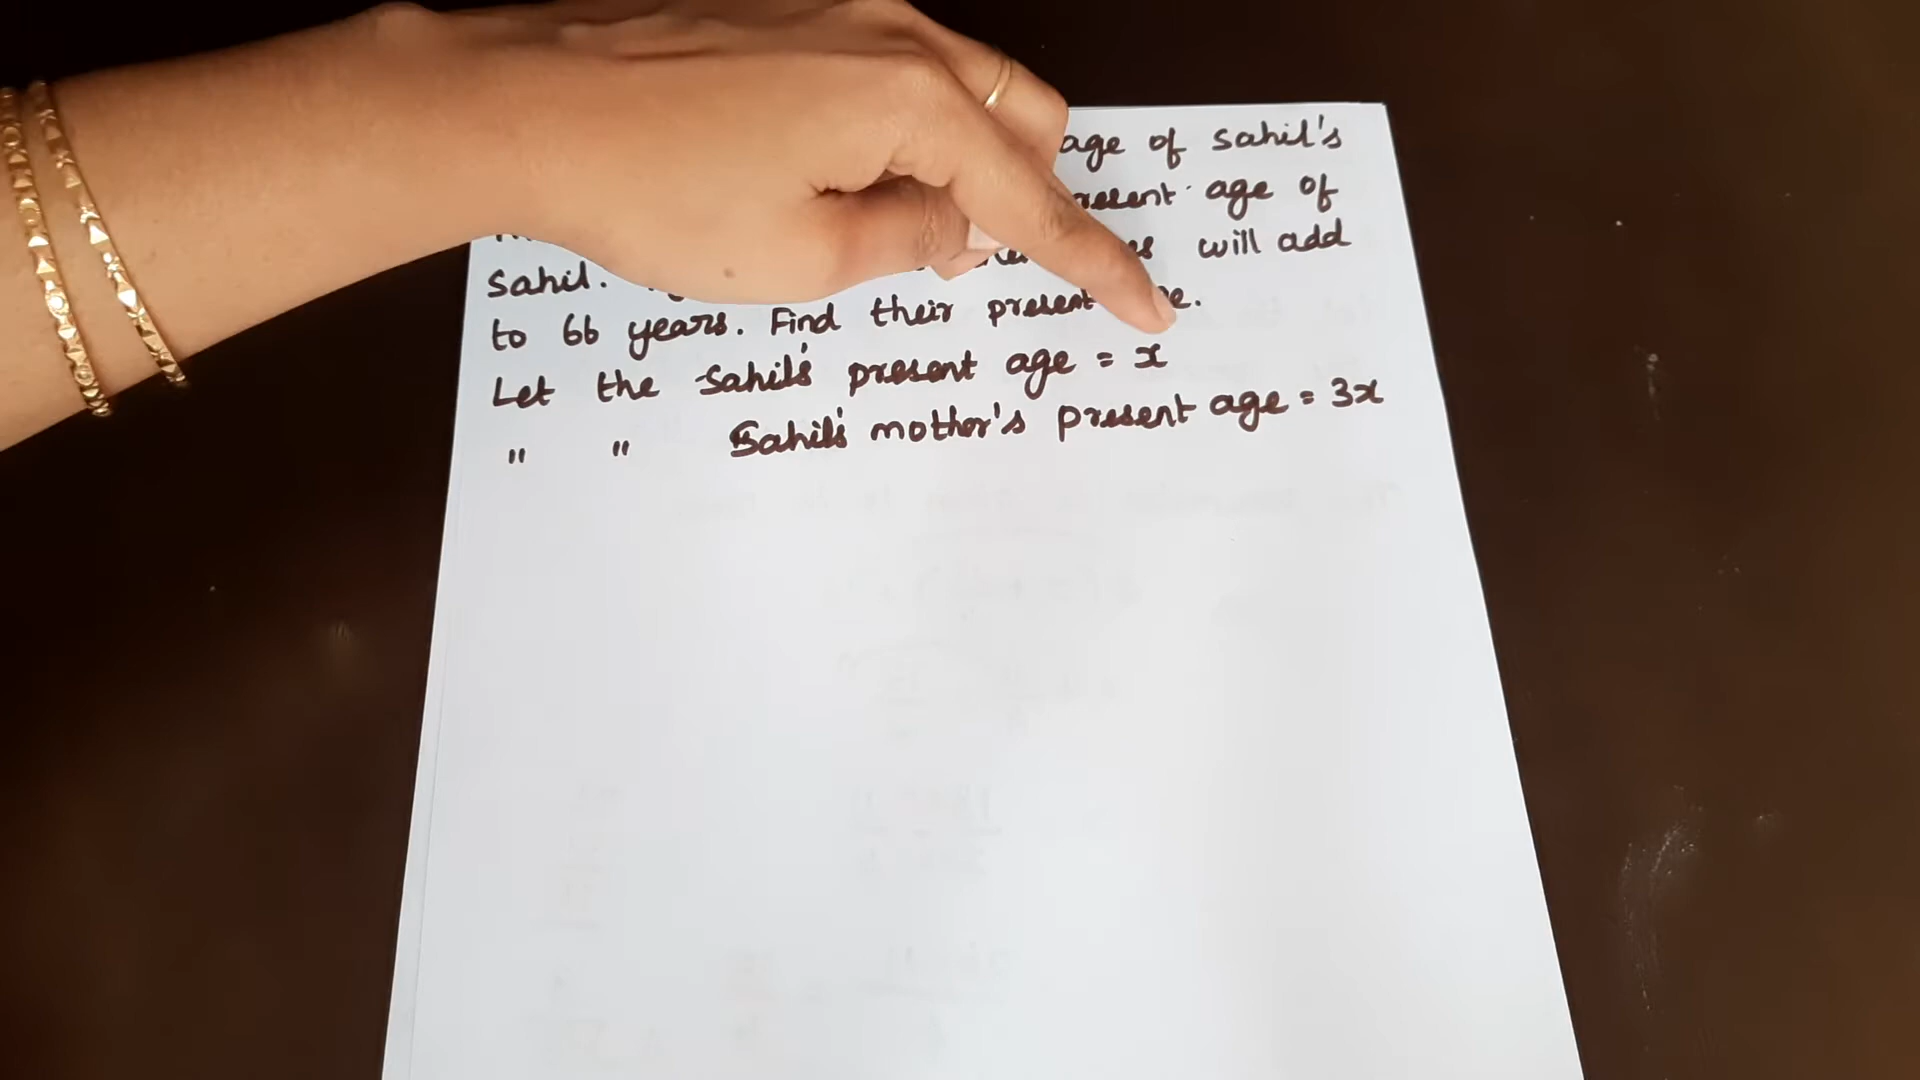 age of sahil's
present age of
sahil. will add
to 66 years. Find their present
Let the Sahil's present age = x
" " Sahil's mother's present age = 3x